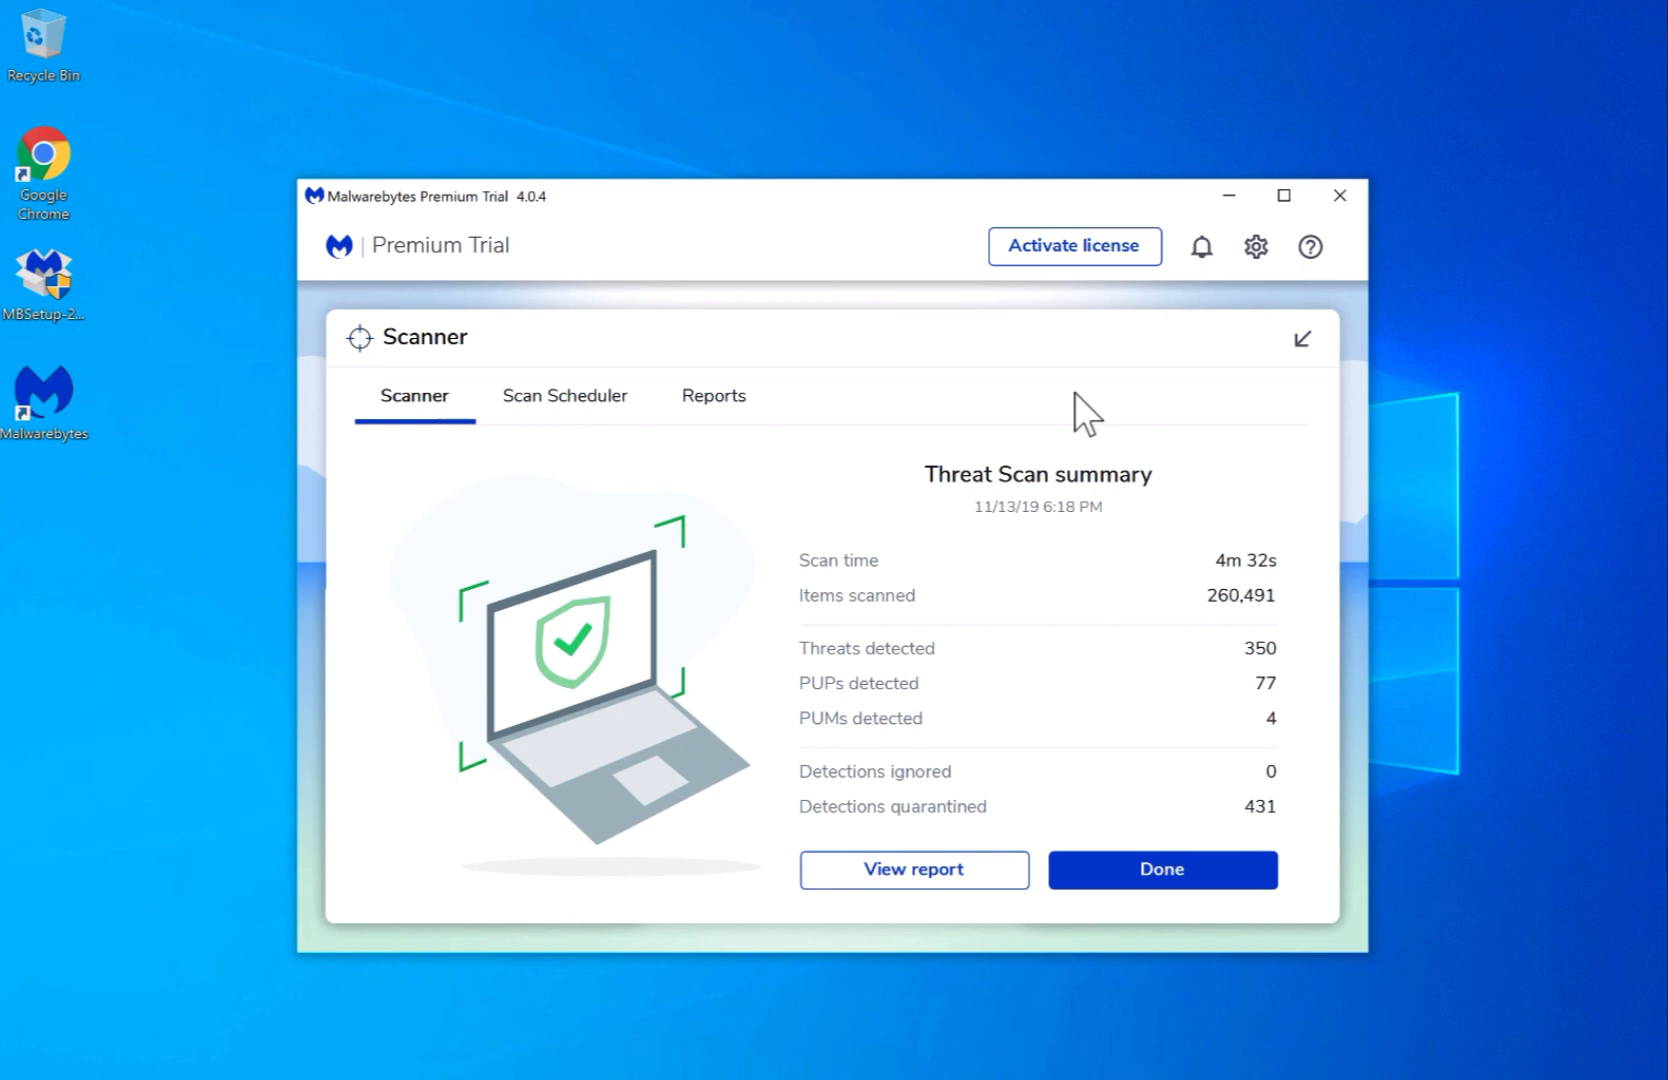 Recycle Bin
Google
Chrome
MBSetup-2...
Malwarebytes
Malwarebytes Premium Trial 4.0.4
Premium Trial
Activate license
Scanner
Scanner
Scan Scheduler
Reports
Threat Scan summary
11/13/19 6:18 PM
Scan time 4m 32s
Items scanned 260,491
Threats detected 350
PUPs detected 77
PUMs detected 4
Detections ignored 0
Detections quarantined 431
View report
Done